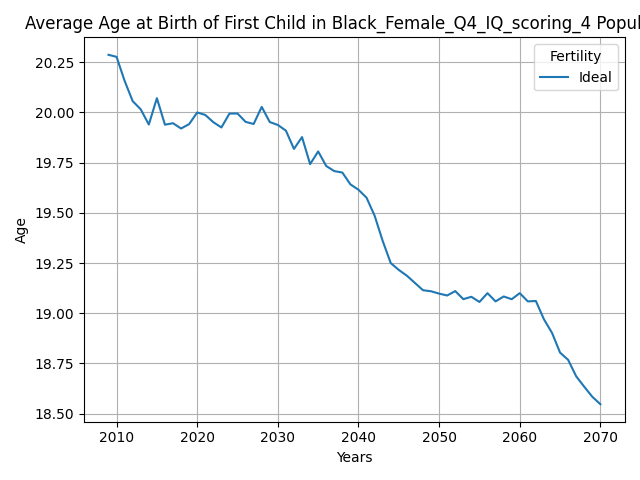 Average Age at Birth of First Child in Black_Female_Q4_IQ_scoring_4 Popul
Fertility
Ideal
20.25
20.00
19.75
19.50
19.25
19.00
18.75
18.50
Age
2010 2020 2030 2040 2050 2060 2070
Years